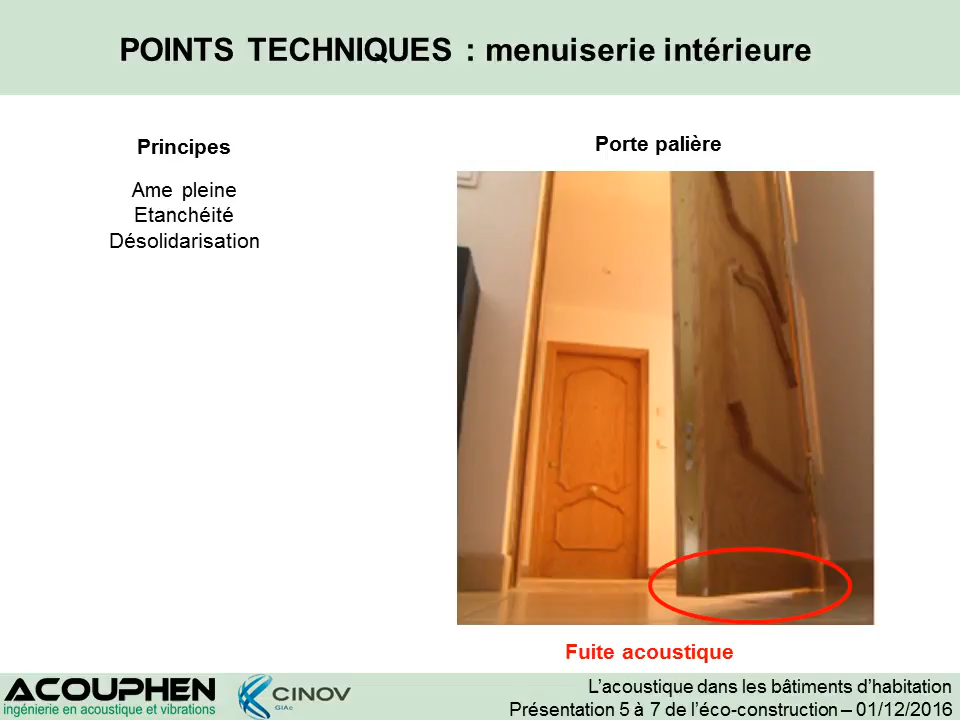 POINTS TECHNIQUES : menuiserie intérieure
Principes
Ame pleine
Etanchéité
Désolidarisation
Porte palière
Fuite acoustique
ACOUPHEN
ingénierie en acoustique et vibrations
CINOV
GIAc
L'acoustique dans les bâtiments d'habitation
Présentation 5 à 7 de l'éco-construction – 01/12/2016